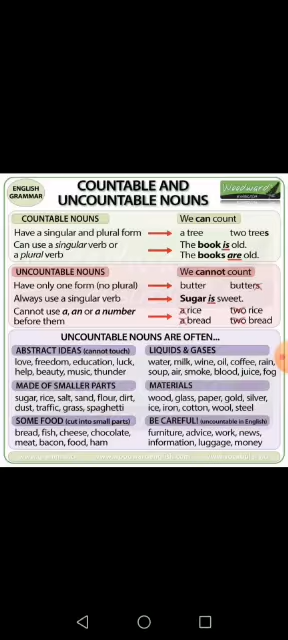 ENGLISH
GRAMMAR
COUNTABLE AND
UNCOUNTABLE NOUNS
Woodward
ENGLISH
COUNTABLE NOUNS
We can count
Have a singular and plural form
a tree two trees
Can use a singular verb or
a plural verb
The book is old.
The books are old.
UNCOUNTABLE NOUNS
We cannot count
Have only one form (no plural)
butter butters
Always use a singular verb
Sugar is sweet.
Cannot use a, an or a number
before them
a rice two rice
a bread two bread
UNCOUNTABLE NOUNS ARE OFTEN...
ABSTRACT IDEAS (cannot touch)
love, freedom, education, luck,
help, beauty, music, thunder
LIQUIDS & GASES
water, milk, wine, oil, coffee, rain,
soup, air, smoke, blood, juice, fog
MADE OF SMALLER PARTS
sugar, rice, salt, sand, flour, dirt,
dust, traffic, grass, spaghetti
MATERIALS
wood, glass, paper, gold, silver,
ice, iron, cotton, wool, steel
SOME FOOD (cut into small parts)
bread, fish, cheese, chocolate,
meat, bacon, food, ham
BE CAREFUL! (uncountable in English)
furniture, advice, work, news,
information, luggage, money